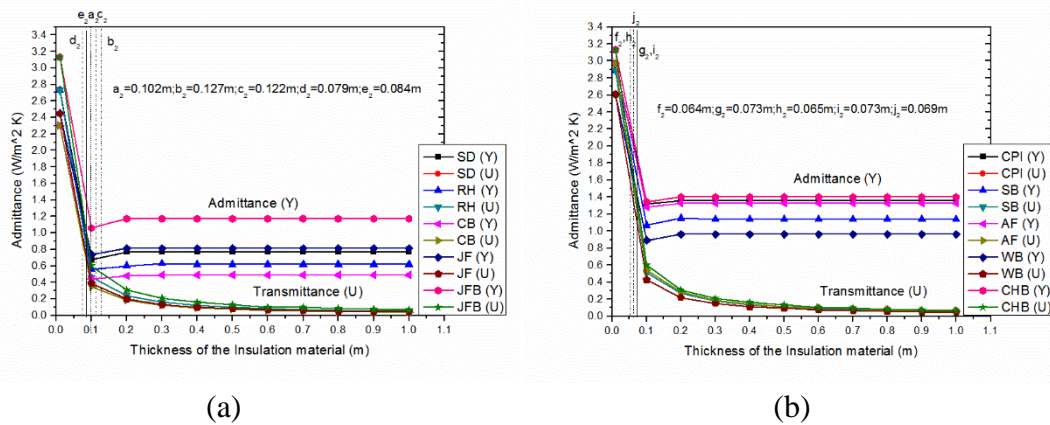 e2 a2 c2
d2
b2
a2=0.102m;b2=0.127m;c2=0.122m;d2=0.079m;e2=0.084m
Admittance (W/m^2 K)
3.4
3.2
3.0
2.8
2.6
2.4
2.2
2.0
1.8
1.6
1.4
1.2
1.0
0.8
0.6
0.4
0.2
0.0
Admittance (Y)
Transmittance (U)
SD (Y)
SD (U)
RH (Y)
RH (U)
CB (Y)
CB (U)
JF (Y)
JF (U)
JFB (Y)
JFB (U)
0.0 0.1 0.2 0.3 0.4 0.5 0.6 0.7 0.8 0.9 1.0 1.1
Thickness of the Insulation material (m)
(a)
j2
f2,h2
g2,i2
f2=0.064m;g2=0.073m;h2=0.065m;i2=0.073m;j2=0.069m
Admittance (W/m^2 K)
3.4
3.2
3.0
2.8
2.6
2.4
2.2
2.0
1.8
1.6
1.4
1.2
1.0
0.8
0.6
0.4
0.2
0.0
Admittance (Y)
Transmittance (U)
CPI (Y)
CPI (U)
SB (Y)
SB (U)
AF (Y)
AF (U)
WB (Y)
WB (U)
CHB (Y)
CHB (U)
0.0 0.1 0.2 0.3 0.4 0.5 0.6 0.7 0.8 0.9 1.0 1.1
Thickness of the Insulation material (m)
(b)